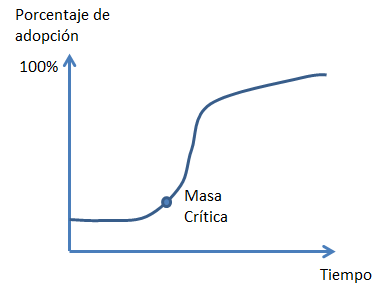 Porcentaje de
adopción
100%
Masa
Crítica
Tiempo